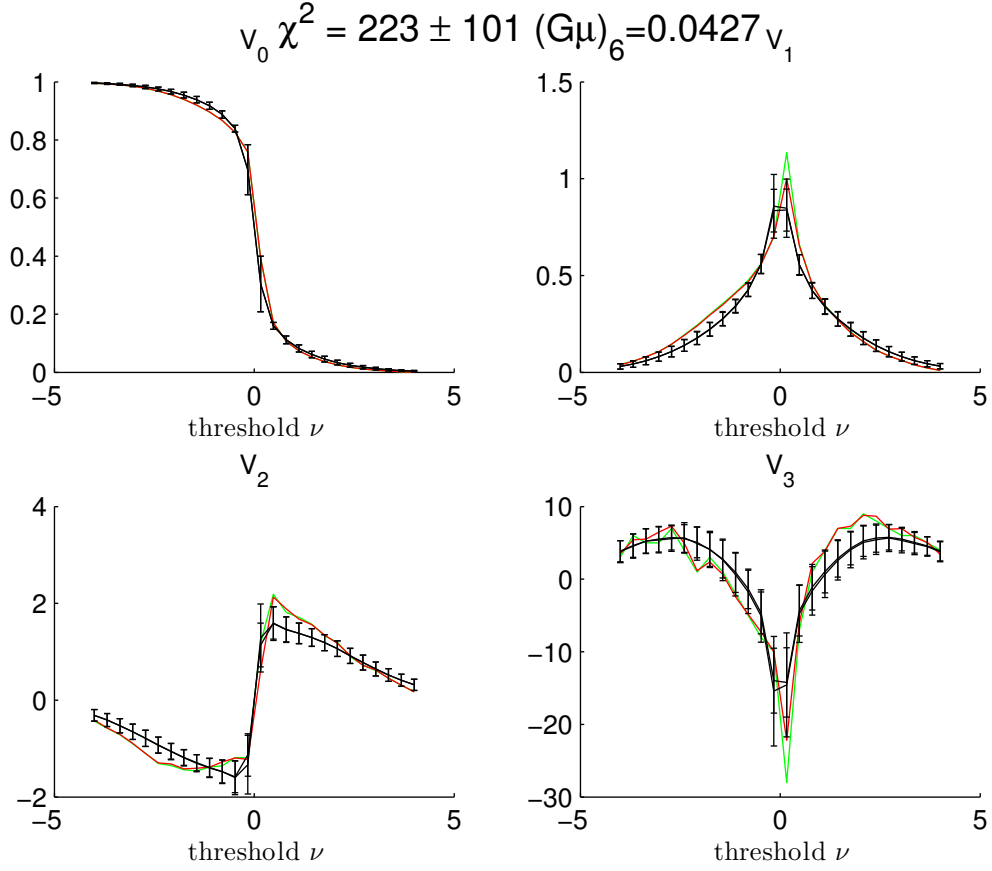 V₀ χ² = 223 ± 101 (Gμ)₆=0.0427 V₁
1
0.8
0.6
0.4
0.2
0
−5 0 5
threshold ν
1.5
1
0.5
0
−5 0 5
threshold ν
V₂
4
2
0
−2
−5 0 5
threshold ν
V₃
10
0
−10
−20
−30
−5 0 5
threshold ν